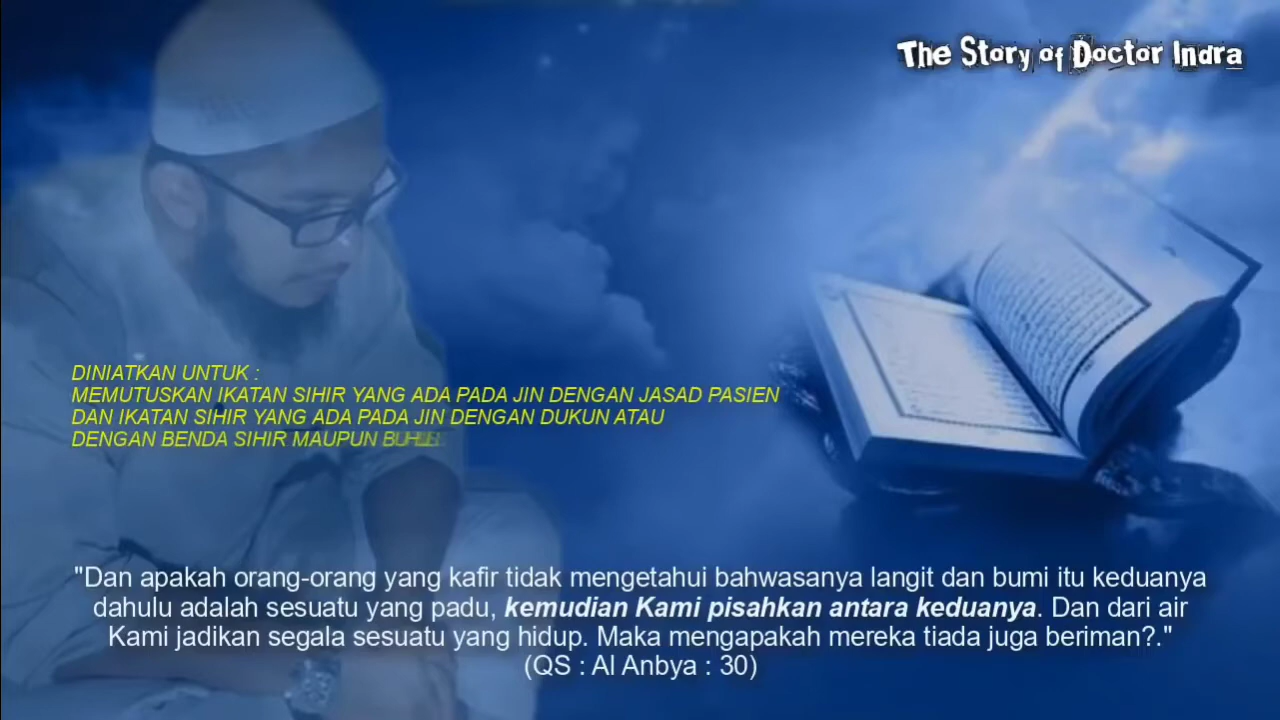 The Story of Doctor Indra
DINIATKAN UNTUK :
MEMUTUSKAN IKATAN SIHIR YANG ADA PADA JIN DENGAN JASAD PASIEN
DAN IKATAN SIHIR YANG ADA PADA JIN DENGAN DUKUN ATAU
DENGAN BENDA SIHIR MAUPUN
"Dan apakah orang-orang yang kafir tidak mengetahui bahwasanya langit dan bumi itu keduanya
dahulu adalah sesuatu yang padu, kemudian Kami pisahkan antara keduanya. Dan dari air
Kami jadikan segala sesuatu yang hidup. Maka mengapakah mereka tiada juga beriman?."
(QS : Al Anbya : 30)